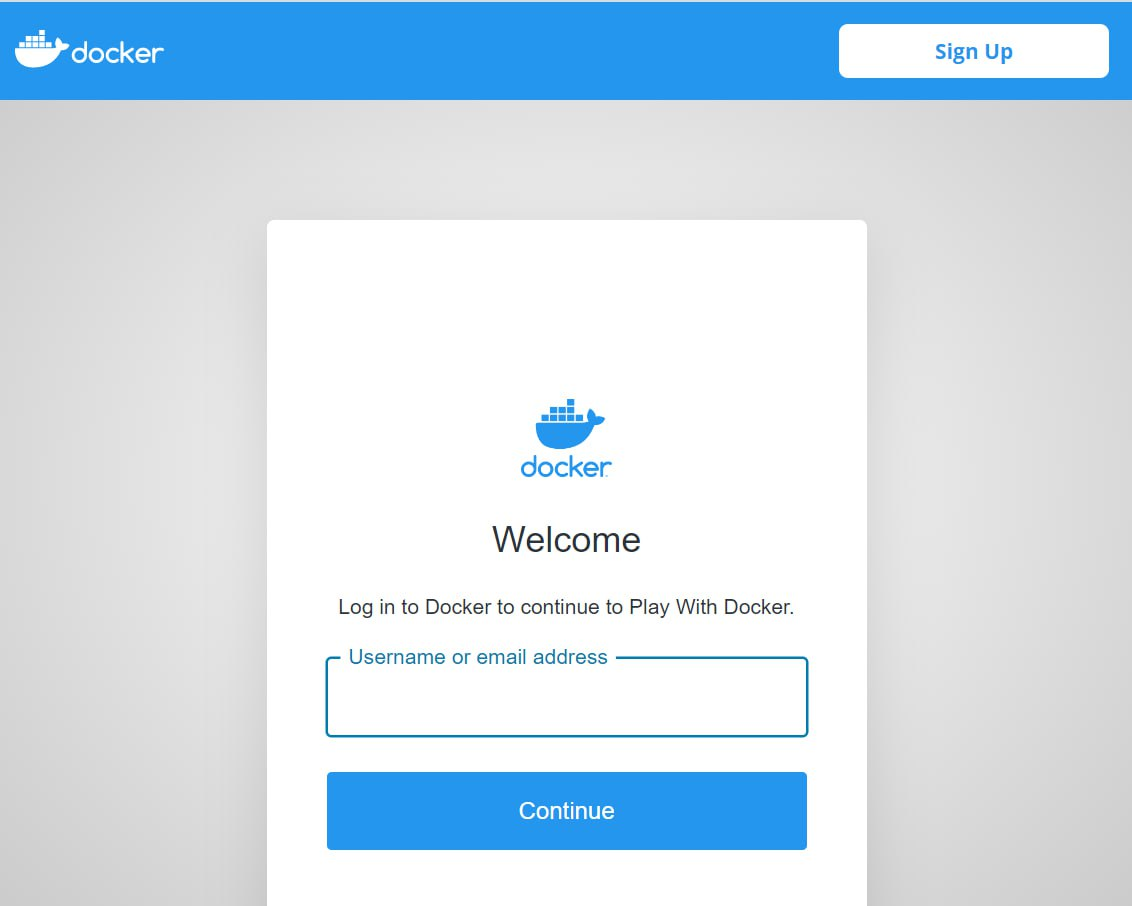 docker
Sign Up
docker
Welcome
Log in to Docker to continue to Play With Docker.
Username or email address
Continue